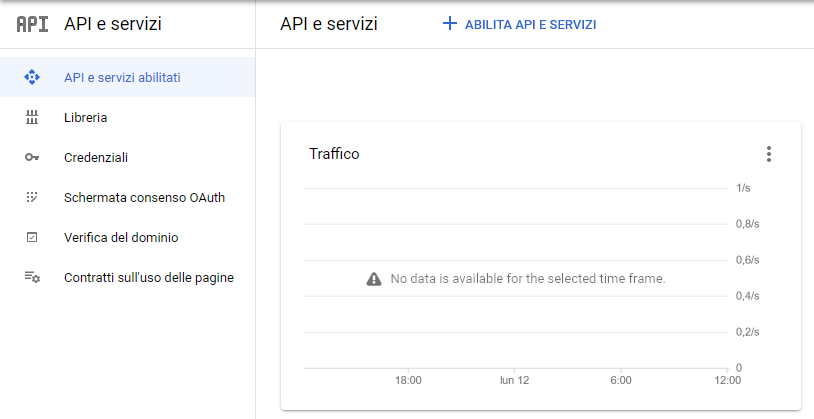 API API e servizi
API e servizi abilitati
Libreria
Credenziali
Schermata consenso OAuth
Verifica del dominio
Contratti sull'uso delle pagine
API e servizi
ABILITA API E SERVIZI
Traffico
1/s
0,8/s
0,6/s
No data is available for the selected time frame.
0,4/s
0,2/s
0
18:00 lun 12 6:00 12:00